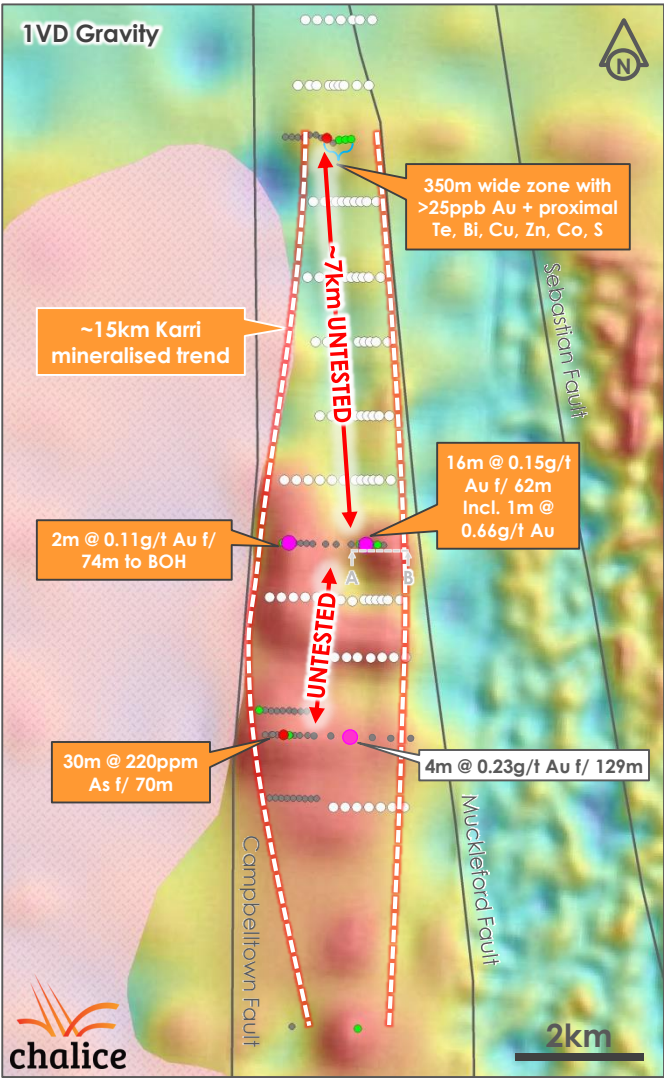 1VD Gravity
N
350m wide zone with
>25ppb Au + proximal
Te, Bi, Cu, Zn, Co, S
~7km UNTESTED
Sebastian Fault
~15km Karri
mineralised trend
16m @ 0.15g/t
Au f/ 62m
Incl. 1m @
0.66g/t Au
2m @ 0.11g/t Au f/
74m to BOH
A
B
UNTESTED
30m @ 220ppm
As f/ 70m
4m @ 0.23g/t Au f/ 129m
Campbelltown Fault
Muckleford Fault
chalice
2km